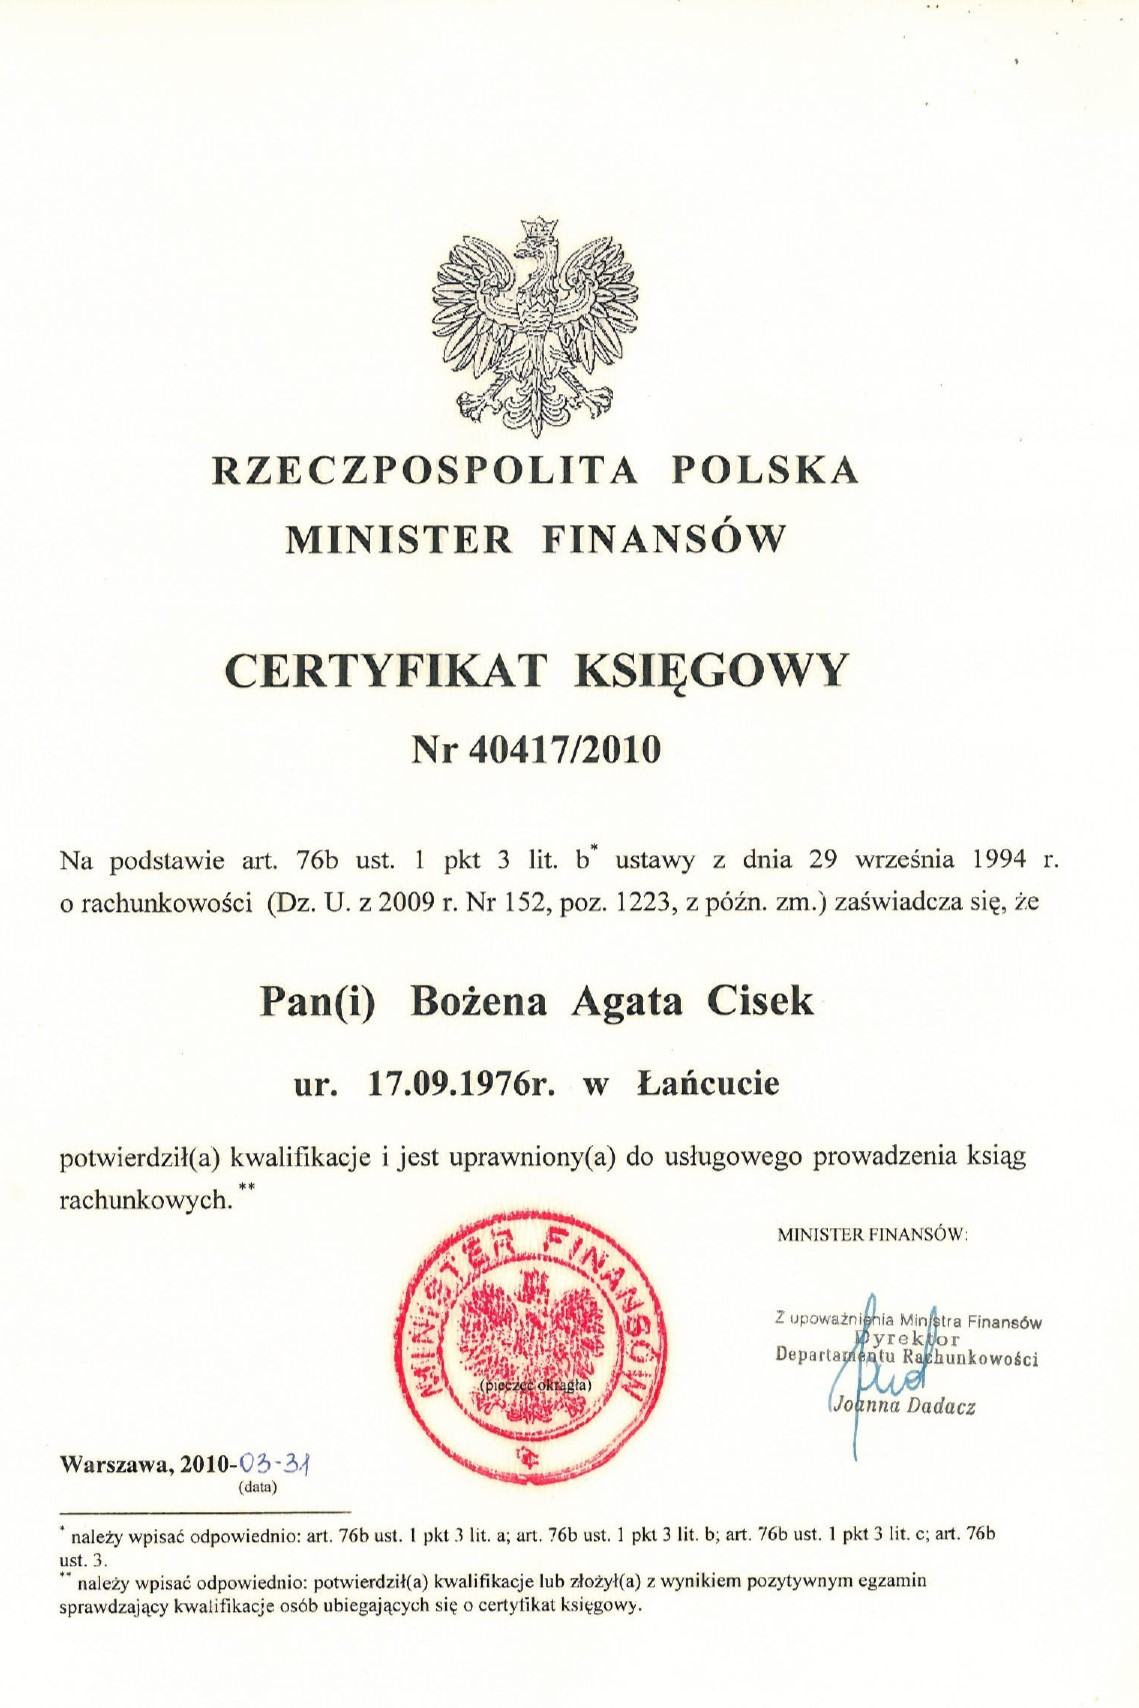 RZECZPOSPOLITA POLSKA
MINISTER FINANSÓW
CERTYFIKAT KSIĘGOWY
Nr 40417/2010
Na podstawie art. 76b ust. 1 pkt 3 lit. b* ustawy z dnia 29 września 1994 r.
o rachunkowości (Dz. U. z 2009 r. Nr 152, poz. 1223, z późn. zm.) zaświadcza się, że
Pan(i) Bożena Agata Cisek
ur. 17.09.1976r. w Łańcucie
potwierdził(a) kwalifikacje i jest uprawniony(a) do usługowego prowadzenia ksiąg
rachunkowych.**
MINISTER FINANSÓW:
MINISTER FINANSÓW
(pieczęć okrągła)
Z upoważnienia Ministra Finansów
Dyrektor
Departamentu Rachunkowości
Joanna Dadacz
Warszawa, 2010-03-31
(data)
* należy wpisać odpowiednio: art. 76b ust. 1 pkt 3 lit. a; art. 76b ust. 1 pkt 3 lit. b; art. 76b ust. 1 pkt 3 lit. c; art. 76b
ust. 3.
** należy wpisać odpowiednio: potwierdził(a) kwalifikacje lub złożył(a) z wynikiem pozytywnym egzamin
sprawdzający kwalifikacje osób ubiegających się o certyfikat księgowy.